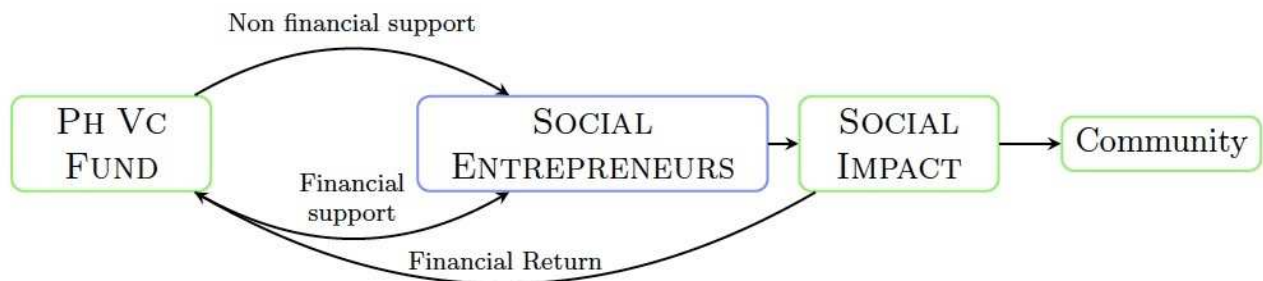 Non financial support
PH VC
FUND
SOCIAL
ENTREPRENEURS
SOCIAL
IMPACT
Community
Financial
support
Financial Return